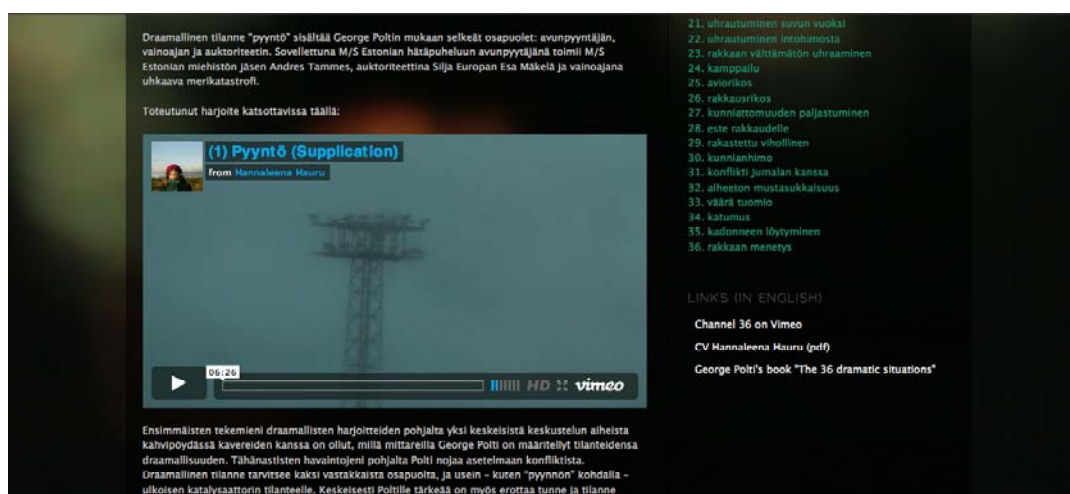 Draamallinen tilanne "pyyntö" sisältää George Poltin mukaan selkeät osapuolet: avunpyyntäjän,
vainoajan ja auktoriteetin. Sovellettuna M/S Estonian hätäpuheluun avunpyytäjänä toimii M/S
Estonian miehistön jäsen Andres Tammes, auktoriteettina Silja Europan Esa Mäkelä ja vainoajana
uhkaava merikatastrofi.
Toteutunut harjoite katsottavissa täällä:
(1) Pyyntö (Supplication)
from Hannaleena Hauru
06:26
HD vimeo
Ensimmäisten tekemieni draamallisten harjoitteiden pohjalta yksi keskeisistä keskustelun aiheista
kahvipöydässä kavereiden kanssa on ollut, millä mittareilla George Polti on määritellyt tilanteidensa
draamallisuuden. Tähänastisten havaintojeni pohjalta Polti nojaa asetelmaan konfliktista.
Draamallinen tilanne tarvitsee kaksi vastakkaista osapuolta, ja usein – kuten "pyynnön" kohdalla –
ulkoisen katalysaattorin tilanteelle. Keskeisesti Poltille tärkeää on myös erottaa tunne ja tilanne
21. uhrautuminen suvun vuoksi
22. uhrautuminen intohimosta
23. rakkaan välttämätön uhraaminen
24. kamppailu
25. aviorikos
26. rakkausrikos
27. kunniattomuuden paljastuminen
28. este rakkaudelle
29. rakastettu vihollinen
30. kunnianhimo
31. konflikti Jumalan kanssa
32. aiheeton mustasukkaisuus
33. väärä tuomio
34. katumus
35. kadonneen löytyminen
36. rakkaan menetys
LINKS (IN ENGLISH)
Channel 36 on Vimeo
CV Hannaleena Hauru (pdf)
George Polti's book "The 36 dramatic situations"